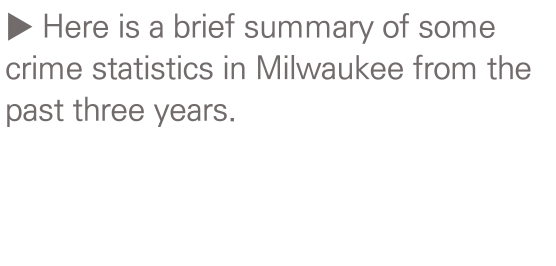 ▶ Here is a brief summary of some
crime statistics in Milwaukee from the
past three years.